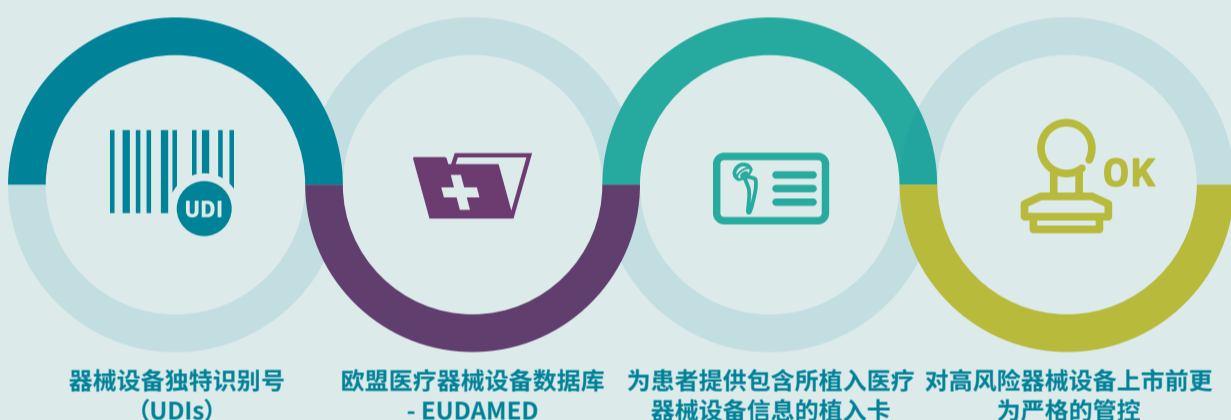 UDI
OK
器械设备独特识别号
（UDIs）
欧盟医疗器械设备数据库
- EUDAMED
为患者提供包含所植入医疗
器械设备信息的植入卡
对高风险器械设备上市前更
为严格的管控